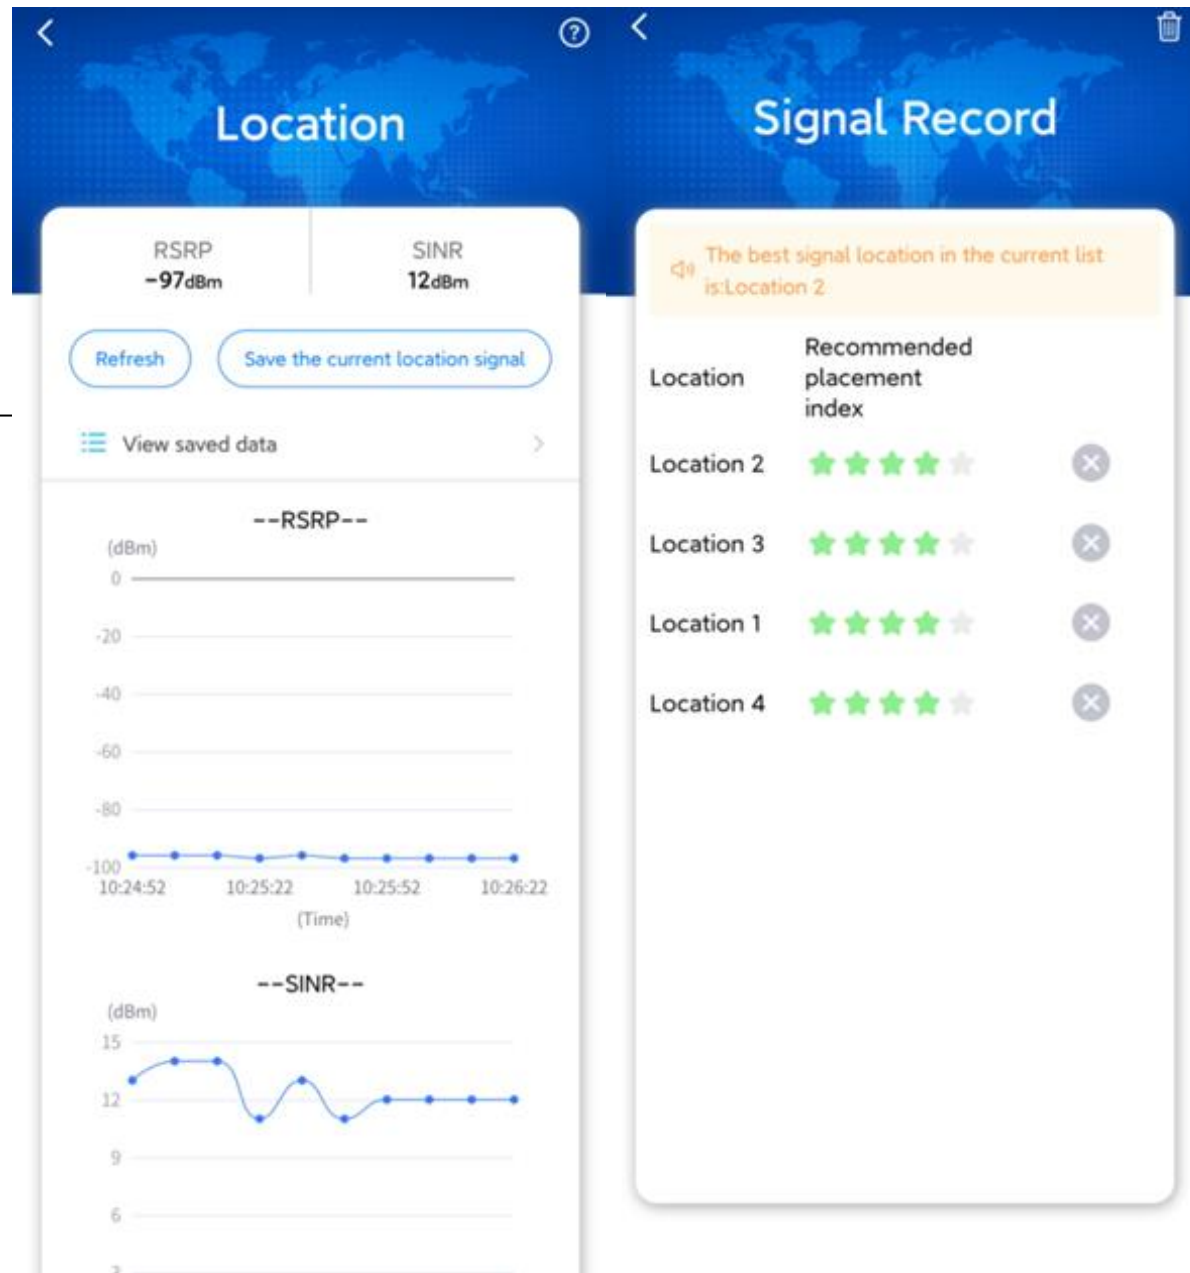 Location
RSRP
-97dBm
SINR
12dBm
Refresh
Save the current location signal
View saved data
--RSRP--
(dBm)
0
-20
-40
-60
-80
-100
10:24:52 10:25:22 10:25:52 10:26:22
(Time)
--SINR--
(dBm)
15
12
9
6
3
Signal Record
The best signal location in the current list
is:Location 2
Location
Recommended
placement
index
Location 2
Location 3
Location 1
Location 4